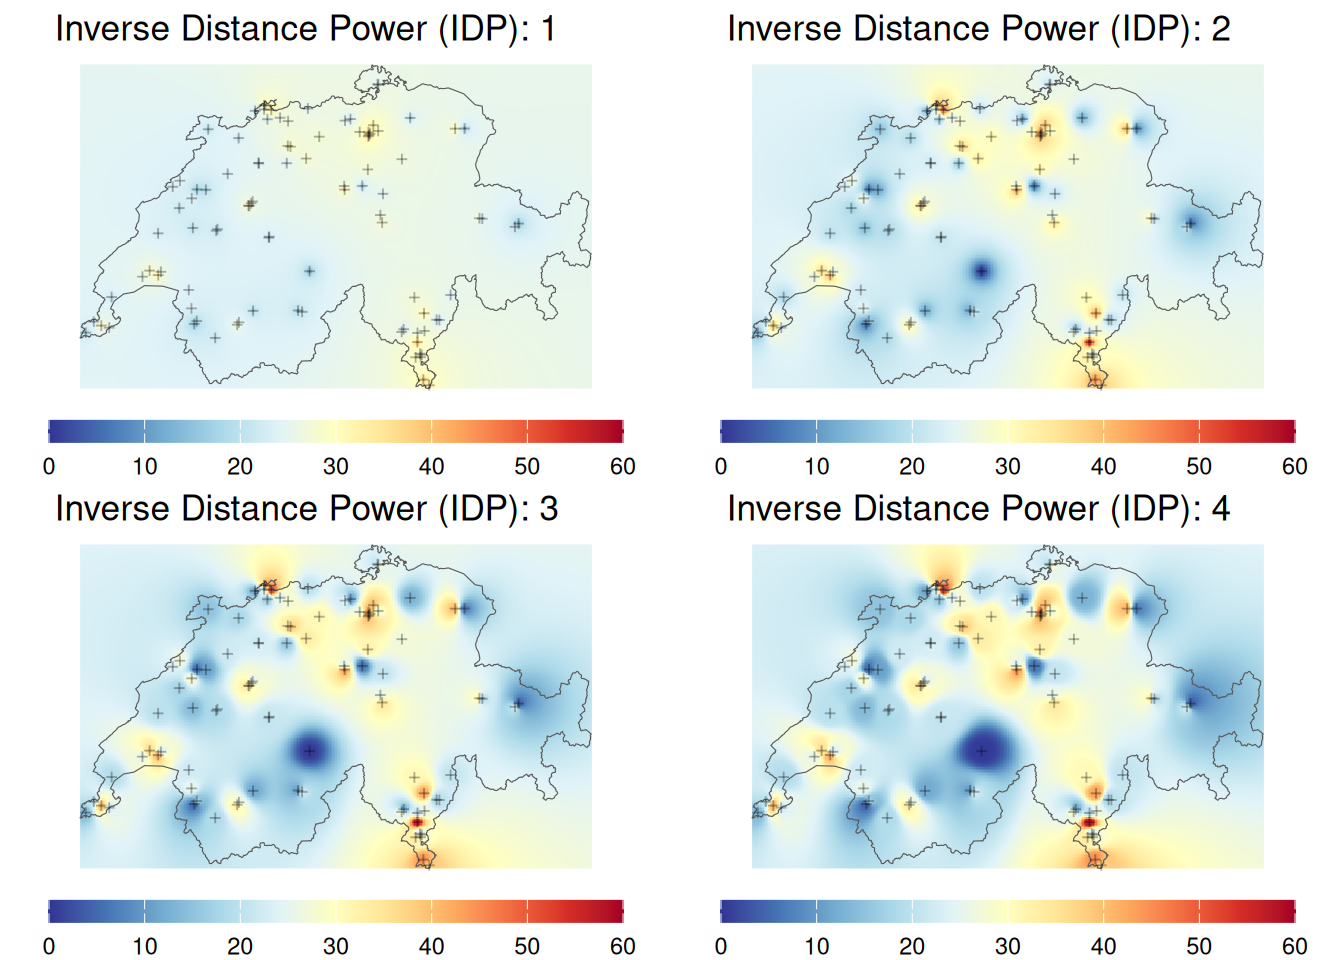 Inverse Distance Power (IDP): 1
Inverse Distance Power (IDP): 2
0 10 20 30 40 50 60
0 10 20 30 40 50 60
Inverse Distance Power (IDP): 3
Inverse Distance Power (IDP): 4
0 10 20 30 40 50 60
0 10 20 30 40 50 60